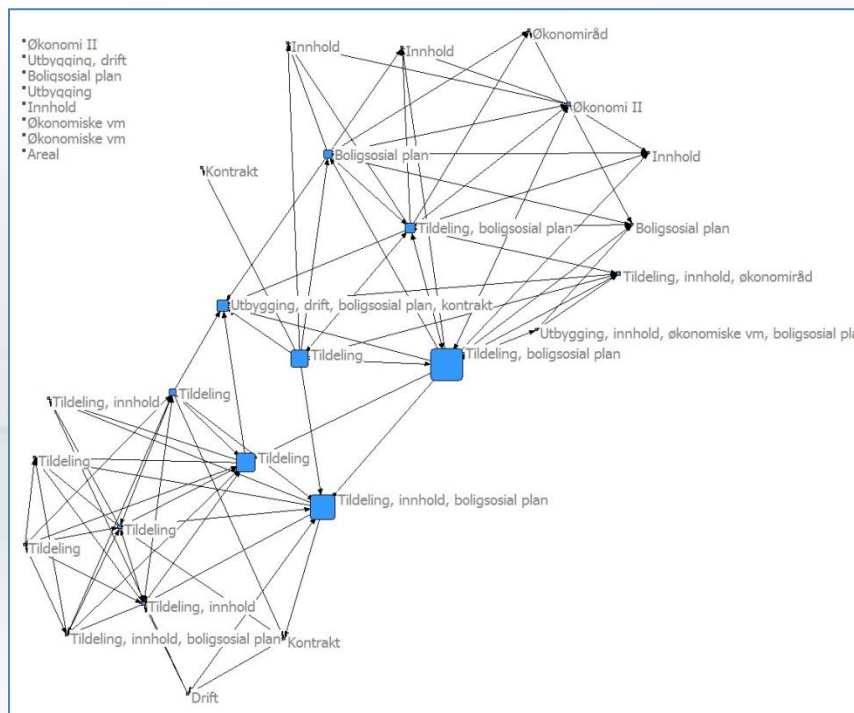 Økonomi II
Utbygging, drift
Boligsosial plan
Utbygging
Innhold
Økonomiske vm
Økonomiske vm
Areal
Økonomiråd
Innhold
Innhold
Økonomi II
Boligsosial plan
Innhold
Kontrakt
Tildeling, boligsosial plan
Boligsosial plan
Tildeling, innhold, økonomiråd
Utbygging, drift, boligsosial plan, kontrakt
Utbygging, innhold, økonomiske vm, boligsosial pla
Tildeling
Tildeling, boligsosial plan
Tildeling
Tildeling, innhold
Tildeling
Tildeling
Tildeling, innhold, boligsosial plan
Tildeling
Tildeling
Tildeling, innhold
Tildeling, innhold, boligsosial plan
Kontrakt
Drift